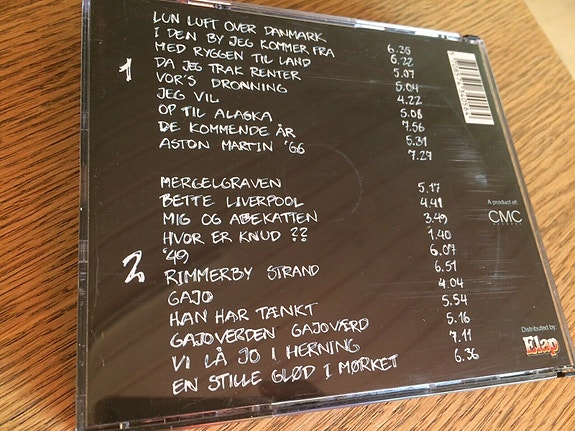 LUN LUFT OVER DANMARK 6.25
I DEN BY JEG KOMMER FRA 6.22
MED RYGGEN TIL LAND 5.07
1
DA JEG TRAK RENTER 5.04
VOR'S DRONNING 4.22
JEG VIL 5.08
OP TIL ALASKA 7.56
DE KOMMENDE ÅR 5.31
ASTON MARTIN '66 7.27
MERGELGRAVEN 5.17
BETTE LIVERPOOL 4.41
MIG OG ABEKATTEN 3.49
HVOR ER KNUD ?? 1.40
'49 6.07
2
RIMMERBY STRAND 6.51
GAJO 4.04
HAN HAR TÆNKT 5.54
GAJOVERDEN GAJOVÆRD 5.16
VI LÅ JO I HERNING 7.11
EN STILLE GLØD I MØRKET 6.36
A product of:
CMC
RECORDS
Distributed by:
Elap